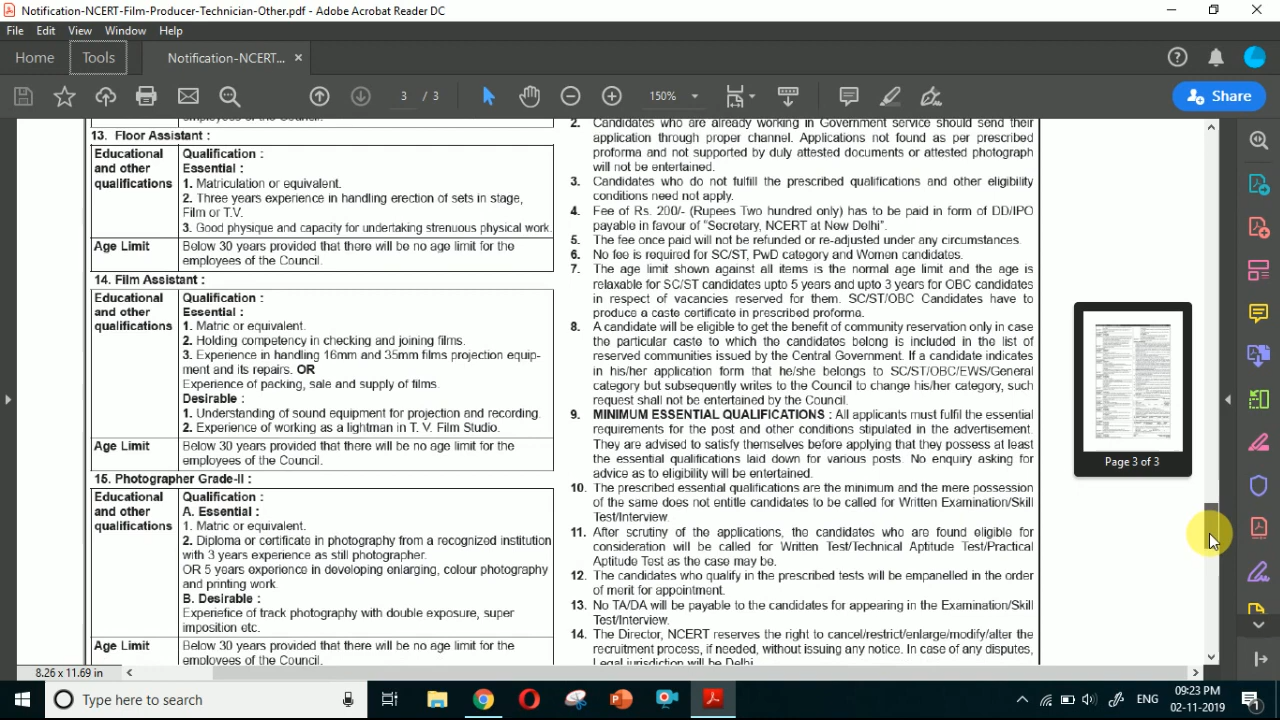 Notification-NCERT-Film-Producer-Technician-Other.pdf - Adobe Acrobat Reader DC
File Edit View Window Help
Home Tools Notification-NCERT... ×
3 / 3 150% Share
employees of the Council.
13. Floor Assistant :
Educational and other qualifications
Qualification :
Essential :
1. Matriculation or equivalent.
2. Three years experience in handling erection of sets in stage,
Film or T.V.
3. Good physique and capacity for undertaking strenuous physical work.
Age Limit
Below 30 years provided that there will be no age limit for the
employees of the Council.
14. Film Assistant :
Educational and other qualifications
Qualification :
Essential :
1. Matric or equivalent.
2. Holding competency in checking and joining films.
3. Experience in handling 16mm and 35mm films projection equip-
ment and its repairs. OR
Experience of packing, sale and supply of films.
Desirable :
1. Understanding of sound equipment for projection and recording.
2. Experience of working as a lightman in T. V. Film Studio.
Age Limit
Below 30 years provided that there will be no age limit for the
employees of the Council.
15. Photographer Grade-II :
Educational and other qualifications
Qualification :
A. Essential :
1. Matric or equivalent.
2. Diploma or certificate in photography from a recognized institution
with 3 years experience as still photographer.
OR 5 years experience in developing enlarging, colour photography
and printing work.
B. Desirable :
Experiefice of track photography with double exposure, super
imposition etc.
Age Limit
Below 30 years provided that there will be no age limit for the
employees of the Council.
2. Candidates who are already working in Government service should send their
application through proper channel. Applications not found as per prescribed
proforma and not supported by duly attested documents or attested photograph
will not be entertained.
3. Candidates who do not fulfill the prescribed qualifications and other eligibility
conditions need not apply.
4. Fee of Rs. 200/- (Rupees Two hundred only) has to be paid in form of DD/IPO
payable in favour of "Secretary, NCERT at New Delhi".
5. The fee once paid will not be refunded or re-adjusted under any circumstances.
6. No fee is required for SC/ST, PwD category and Women candidates.
7. The age limit shown against all items is the normal age limit and the age is
relaxable for SC/ST candidates upto 5 years and upto 3 years for OBC candidates
in respect of vacancies reserved for them. SC/ST/OBC Candidates have to
produce a caste certificate in prescribed proforma.
8. A candidate will be eligible to get the benefit of community reservation only in case
the particular caste to which the candidates belong is included in the list of
reserved communities issued by the Central Government. If a candidate indicates
in his/her application form that he/she belongs to SC/ST/OBC/EWS/General
category but subsequently writes to the Council to change his/her category, such
request shall not be entertained by the Council.
9. MINIMUM ESSENTIAL QUALIFICATIONS : All applicants must fulfil the essential
requirements for the post and other conditions stipulated in the advertisement.
They are advised to satisfy themselves before applying that they possess at least
the essential qualifications laid down for various posts. No enquiry asking for
advice as to eligibility will be entertained.
10. The prescribed essential qualifications are the minimum and the mere possession
of the same does not entitle candidates to be called for Written Examination/Skill
Test/Interview.
11. After scrutiny of the applications, the candidates who are found eligible for
consideration will be called for Written Test/Technical Aptitude Test/Practical
Aptitude Test as the case may be.
12. The candidates who qualify in the prescribed tests will be empanelled in the order
of merit for appointment.
13. No TA/DA will be payable to the candidates for appearing in the Examination/Skill
Test/Interview.
14. The Director, NCERT reserves the right to cancel/restrict/enlarge/modify/alter the
recruitment process, if needed, without issuing any notice. In case of any disputes,
Legal jurisdiction will be Delhi
Page 3 of 3
8.26 x 11.69 in
Type here to search
ENG
09:23 PM
02-11-2019
1